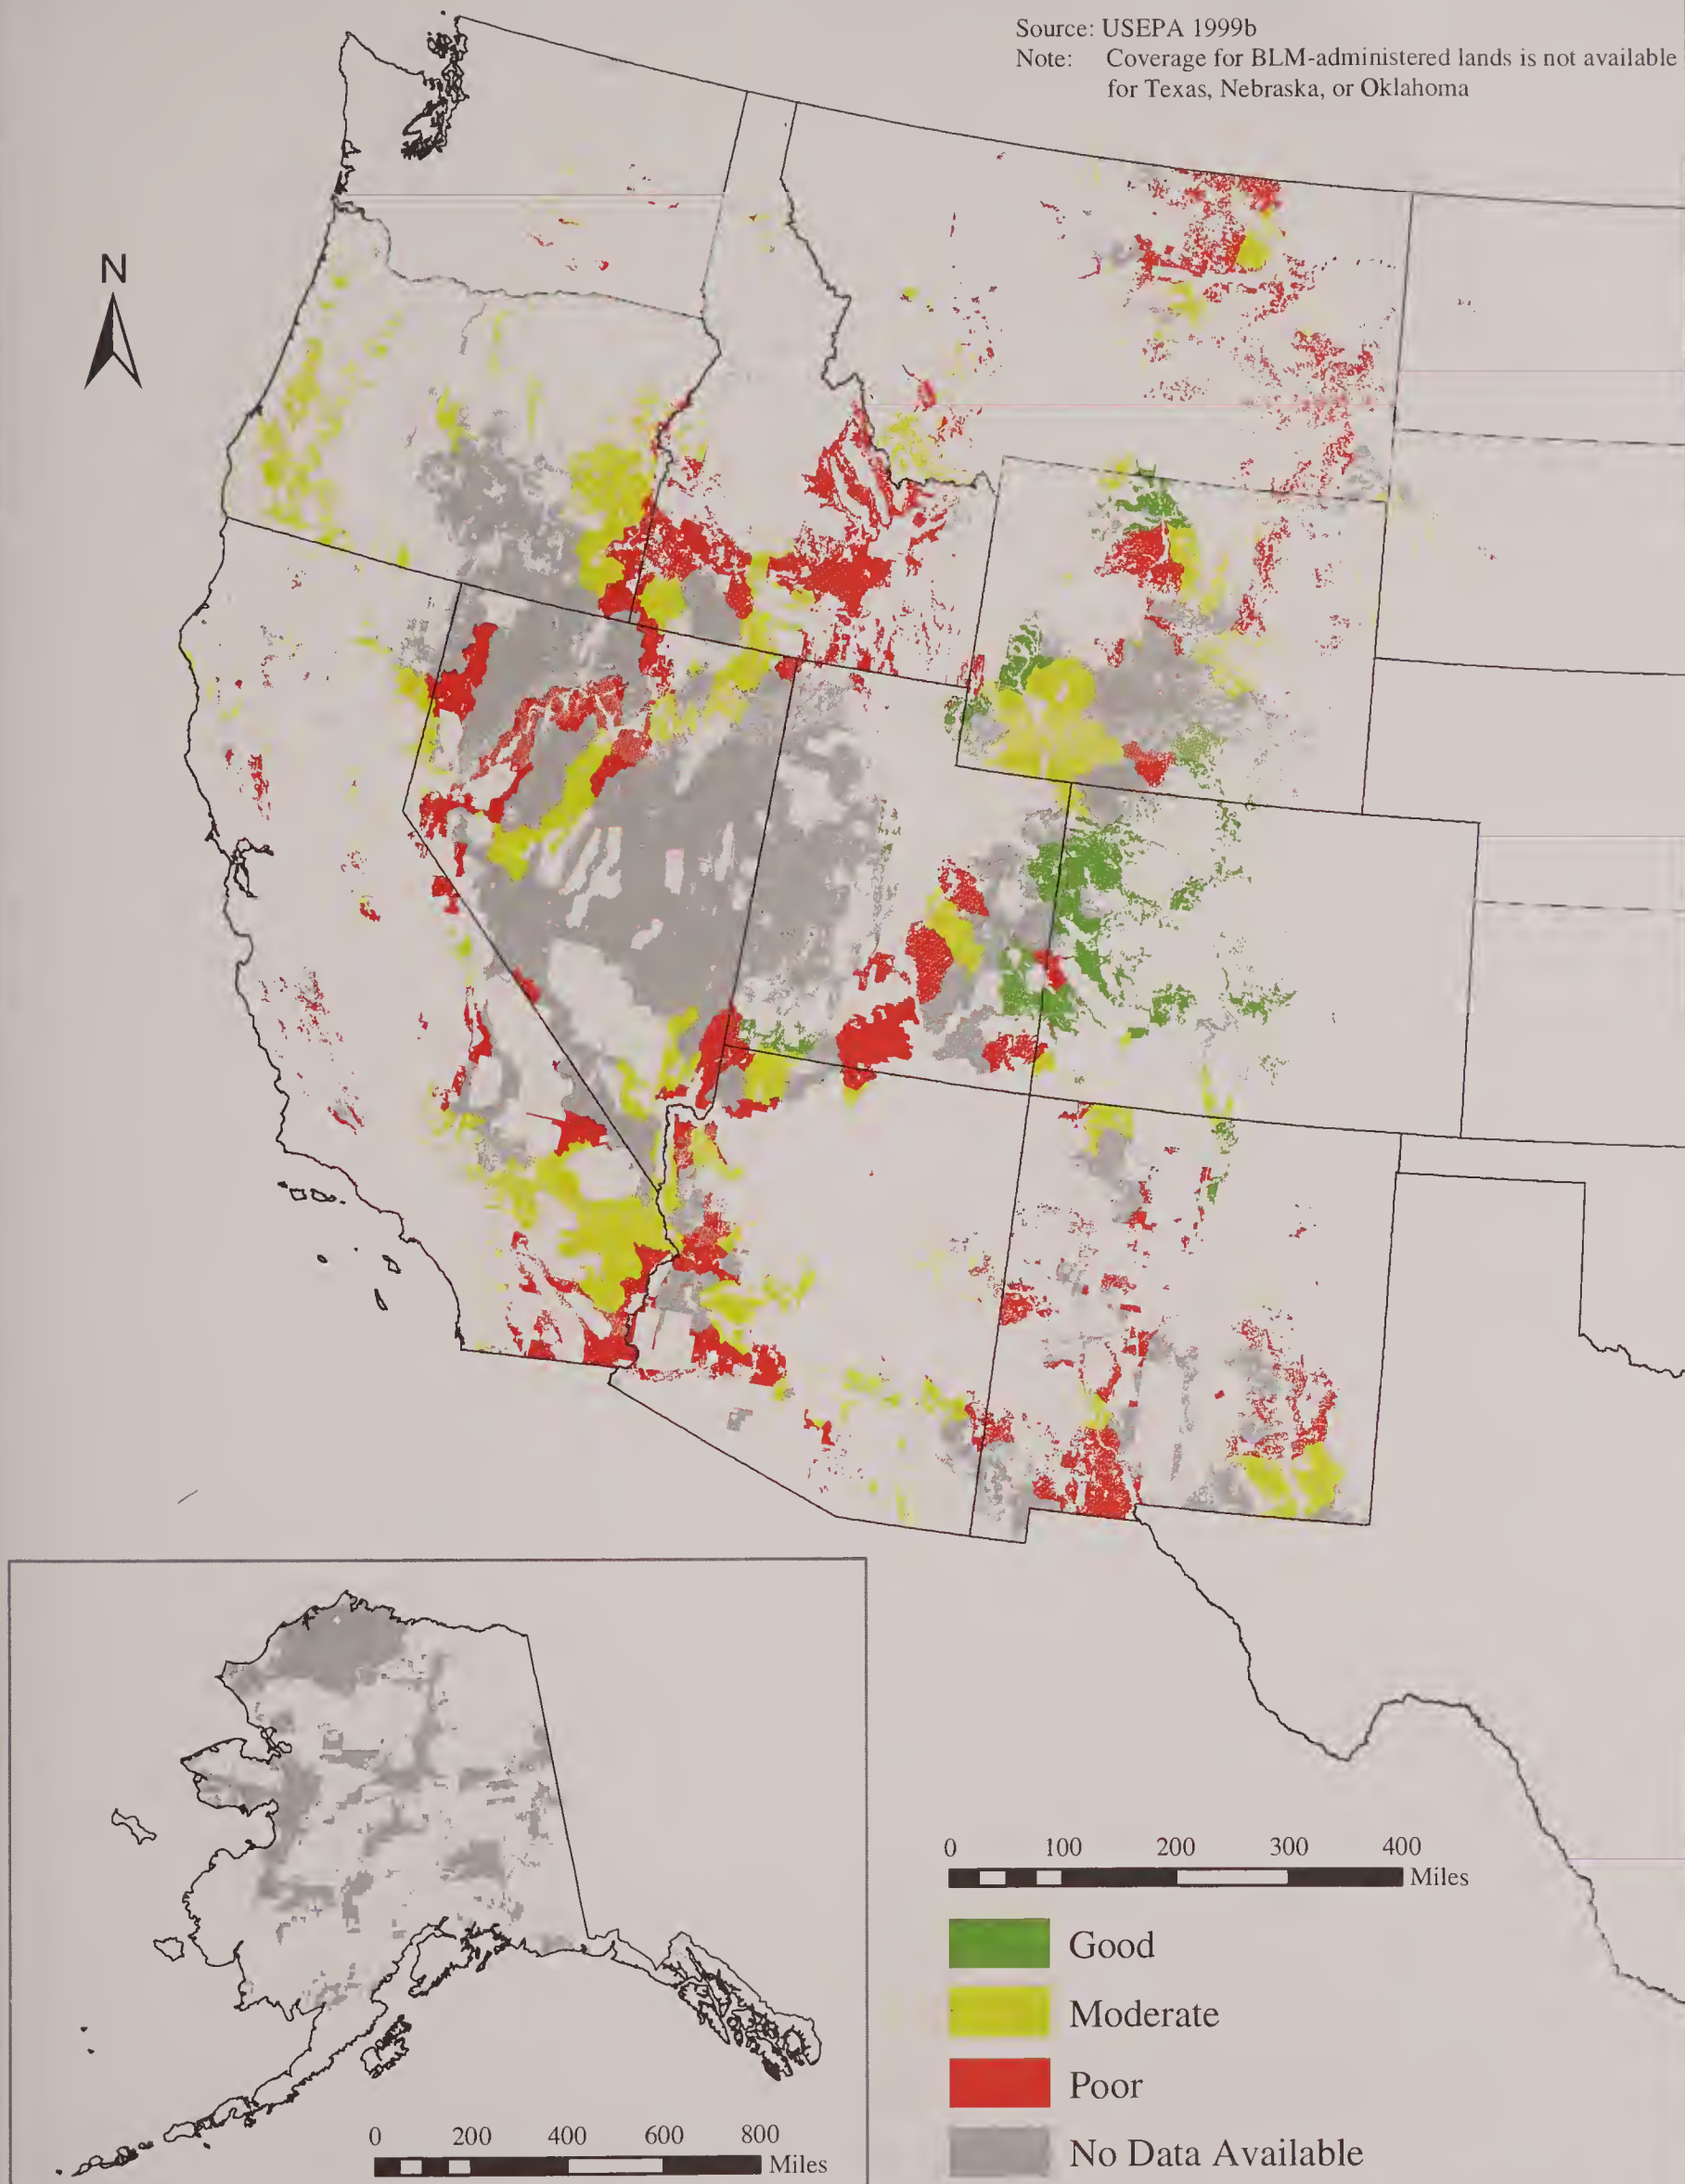 Source: USEPA 1999b
Note: Coverage for BLM-administered lands is not available
for Texas, Nebraska, or Oklahoma
N
0 100 200 300 400
Miles
Good
Moderate
Poor
No Data Available
0 200 400 600 800
Miles